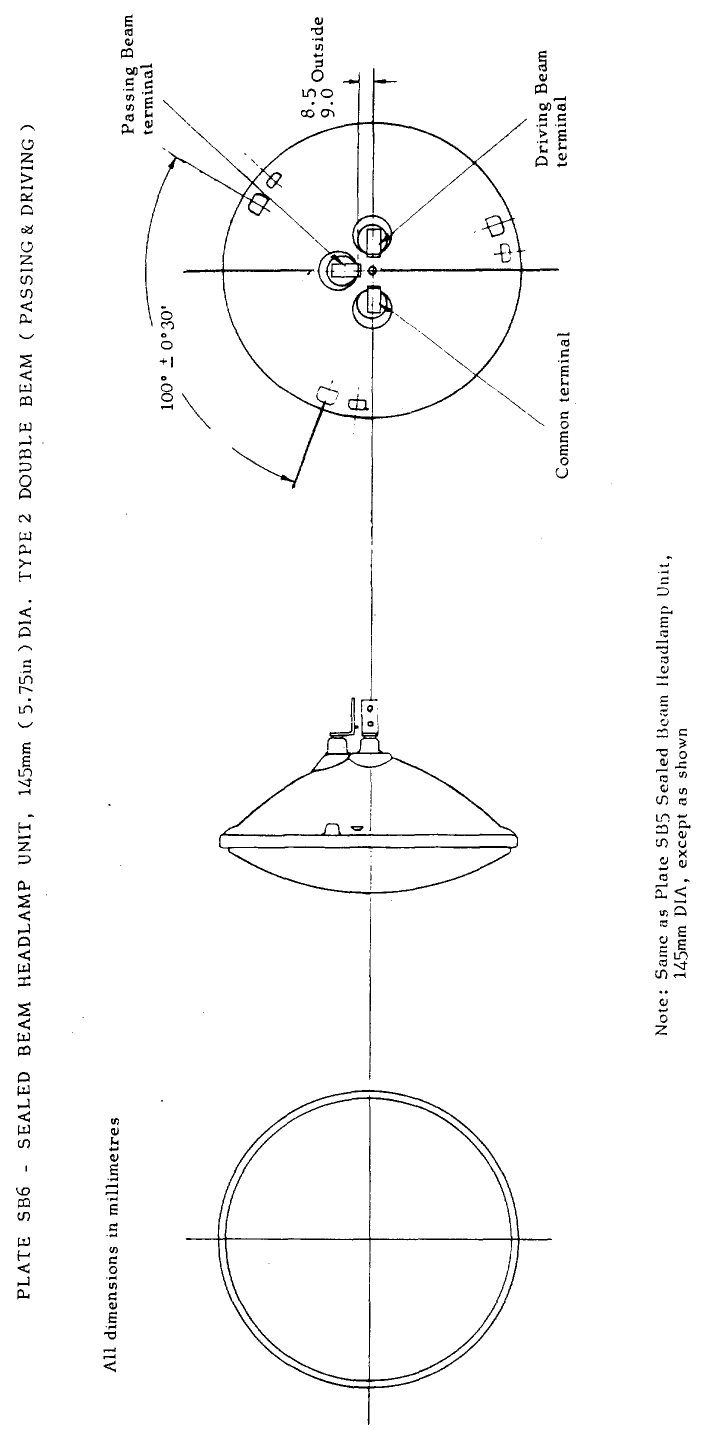 PLATE SB6 - SEALED BEAM HEADLAMP UNIT, 145mm ( 5.75in ) DIA. TYPE 2 DOUBLE BEAM ( PASSING & DRIVING )
All dimensions in millimetres
100° ± 0°30'
Passing Beam
terminal
8.5
9.0
Outside
Driving Beam
terminal
Common terminal
Note: Same as Plate SB5 Sealed Beam Headlamp Unit,
145mm DIA, except as shown